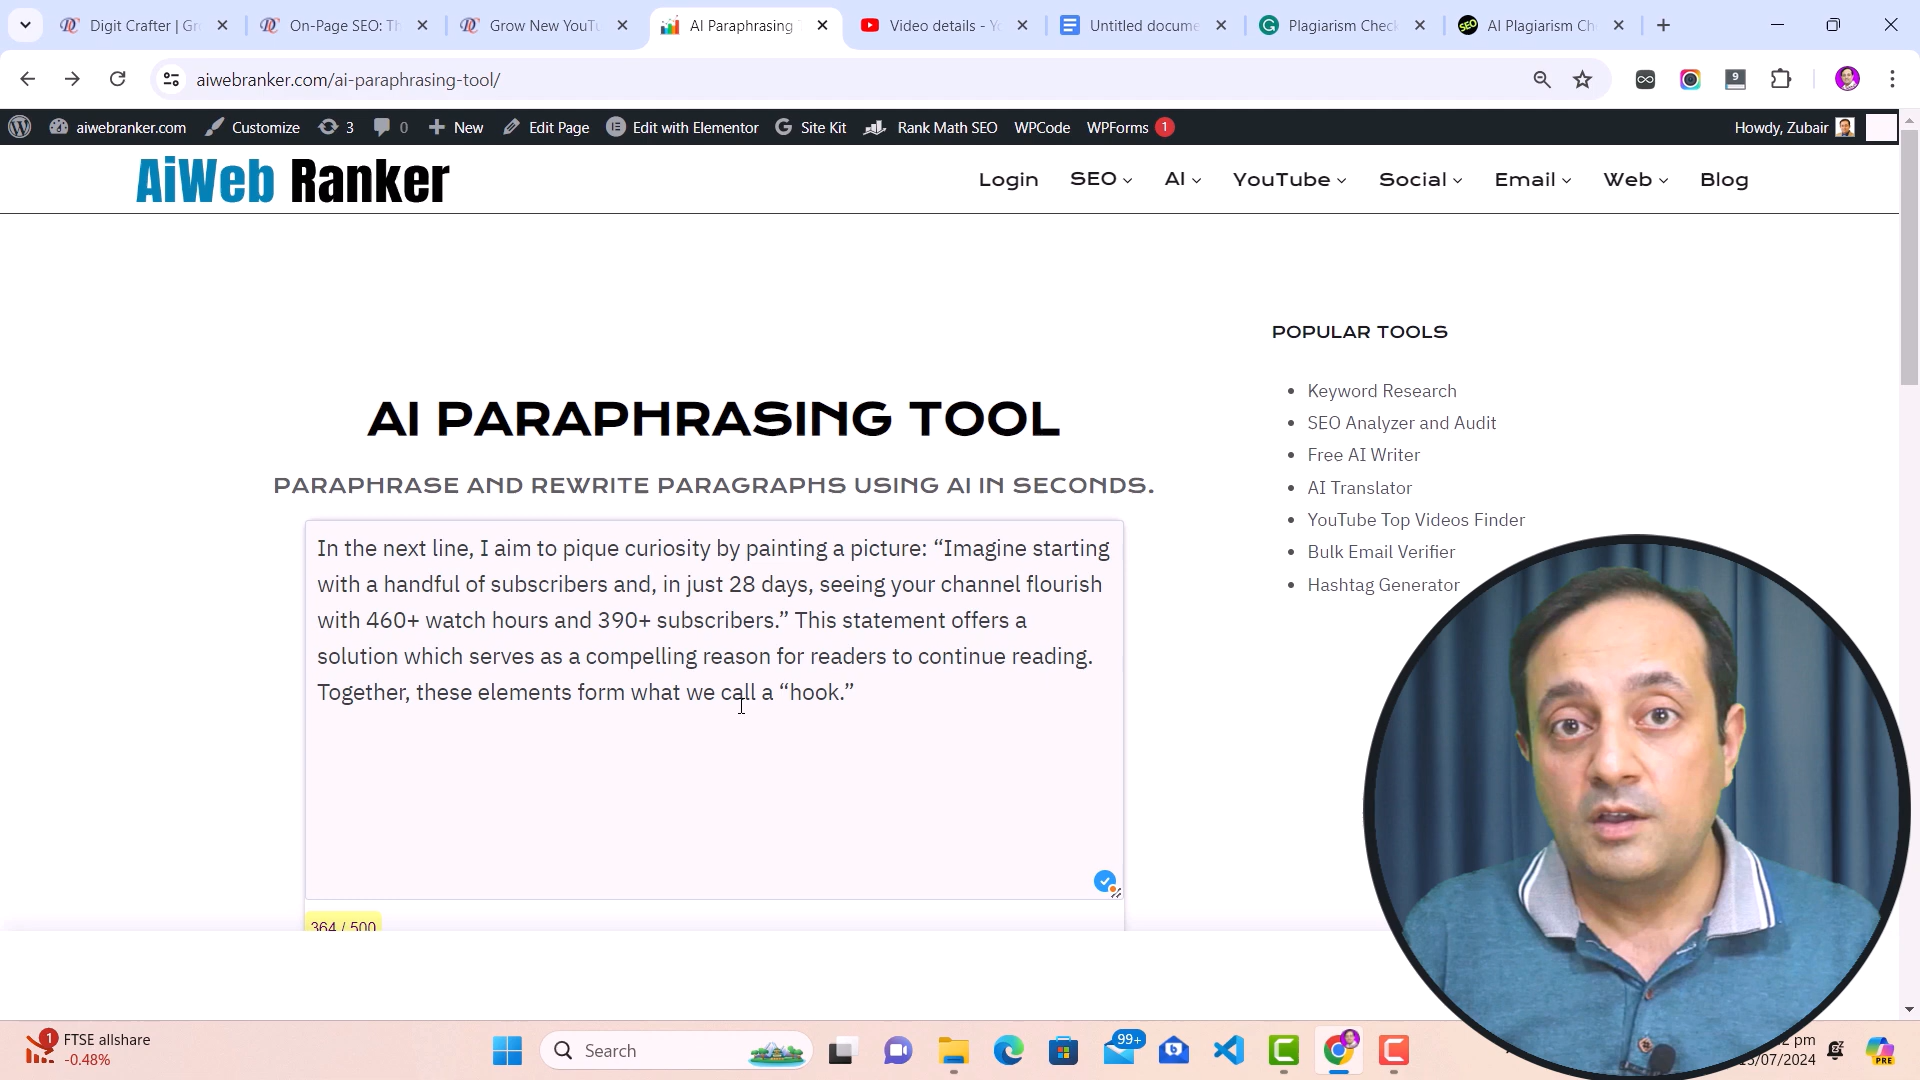 Digit Crafter | Gr
On-Page SEO: Th
Grow New YouTu
AI Paraphrasing T
Video details - Yo
Untitled docume
Plagiarism Check
AI Plagiarism Ch
aiwebranker.com/ai-paraphrasing-tool/
9
aiwebranker.com
Customize
3
0
New
Edit Page
Edit with Elementor
Site Kit
Rank Math SEO
WPCode
WPForms 1
Howdy, Zubair
AiWeb Ranker
Login
SEO
AI
YouTube
Social
Email
Web
Blog
POPULAR TOOLS
Keyword Research
SEO Analyzer and Audit
Free AI Writer
AI Translator
YouTube Top Videos Finder
Bulk Email Verifier
Hashtag Generator
AI PARAPHRASING TOOL
PARAPHRASE AND REWRITE PARAGRAPHS USING AI IN SECONDS.
In the next line, I aim to pique curiosity by painting a picture: “Imagine starting
with a handful of subscribers and, in just 28 days, seeing your channel flourish
with 460+ watch hours and 390+ subscribers.” This statement offers a
solution which serves as a compelling reason for readers to continue reading.
Together, these elements form what we call a “hook.”
364 / 500
1
FTSE allshare
-0.48%
Search
99+
pm
/07/2024
PRE